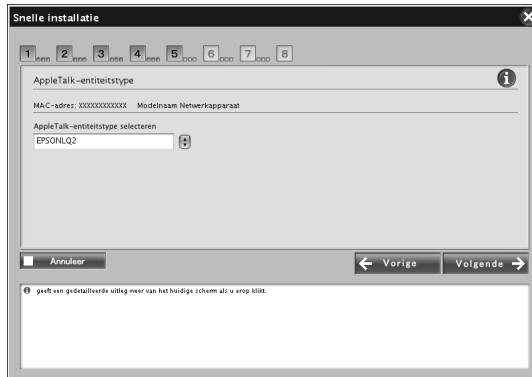 Snelle installatie
1 2 3 4 5 6 7 8
AppleTalk-entiteitstype
MAC-adres: XXXXXXXXXXXX Modelnaam Netwerkapparaat
AppleTalk-entiteitstype selecteren
EPSONLQ2
Annuleer
Vorige
Volgende
geeft een gedetailleerde uitleg weer van het huidige scherm als u erop klikt.